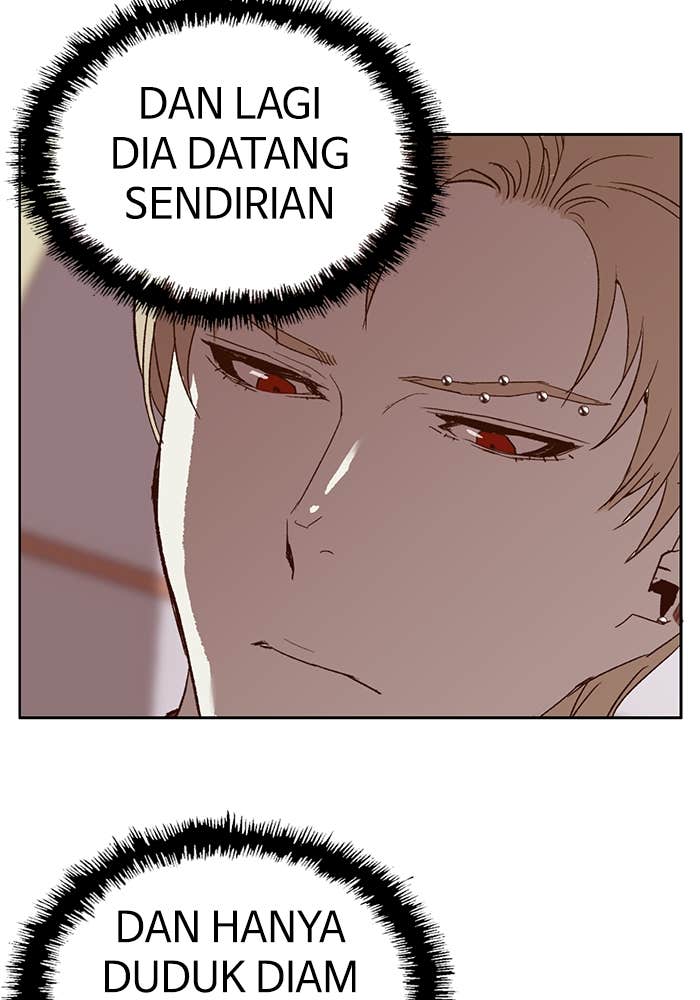 DAN LAGI
DIA DATANG
SENDIRIAN
DAN HANYA
DUDUK DIAM